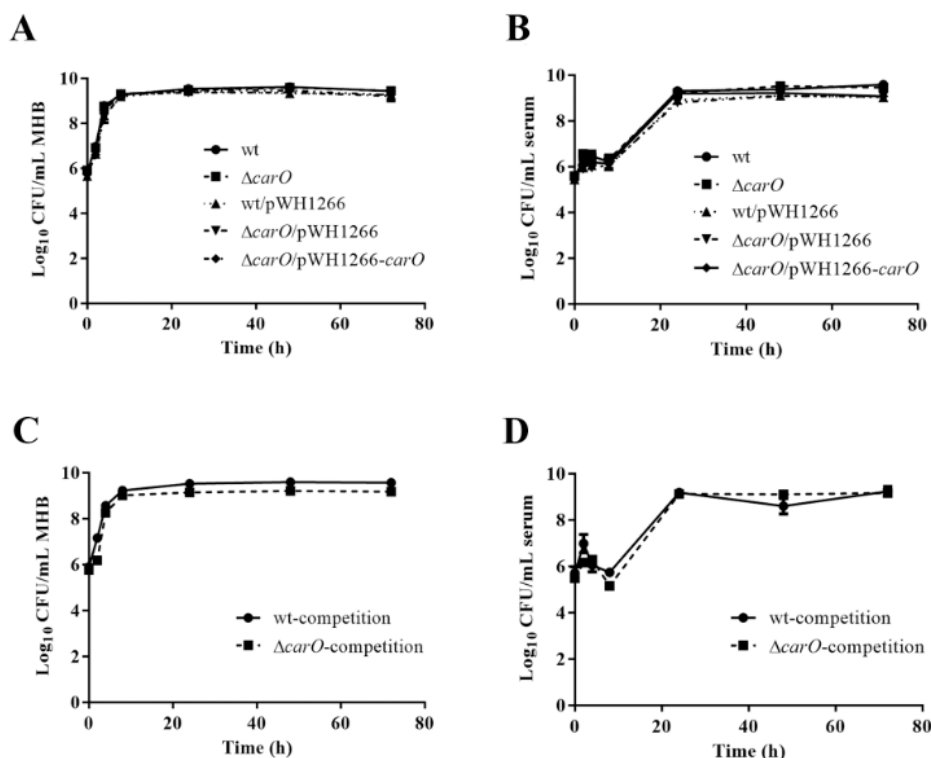 A
Log10 CFU/mL MHB
10
8
6
4
2
0
wt
ΔcarO
wt/pWH1266
ΔcarO/pWH1266
ΔcarO/pWH1266-carO
0 20 40 60 80
Time (h)
B
Log10 CFU/mL serum
10
8
6
4
2
0
wt
ΔcarO
wt/pWH1266
ΔcarO/pWH1266
ΔcarO/pWH1266-carO
0 20 40 60 80
Time (h)
C
Log10 CFU/mL MHB
10
8
6
4
2
0
wt-competition
ΔcarO-competition
0 20 40 60 80
Time (h)
D
Log10 CFU/mL serum
10
8
6
4
2
0
wt-competition
ΔcarO-competition
0 20 40 60 80
Time (h)